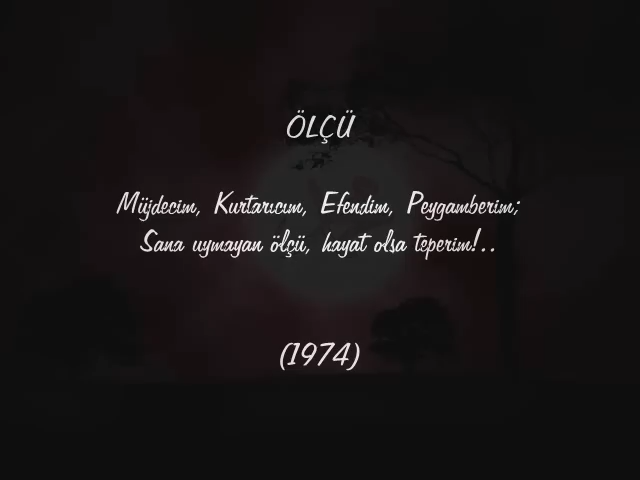 ÖLÇÜ
Müjdecim, Kurtarıcım, Efendim, Peygamberim;
Sana uymayan ölçü, hayat olsa teperim!..
(1974)